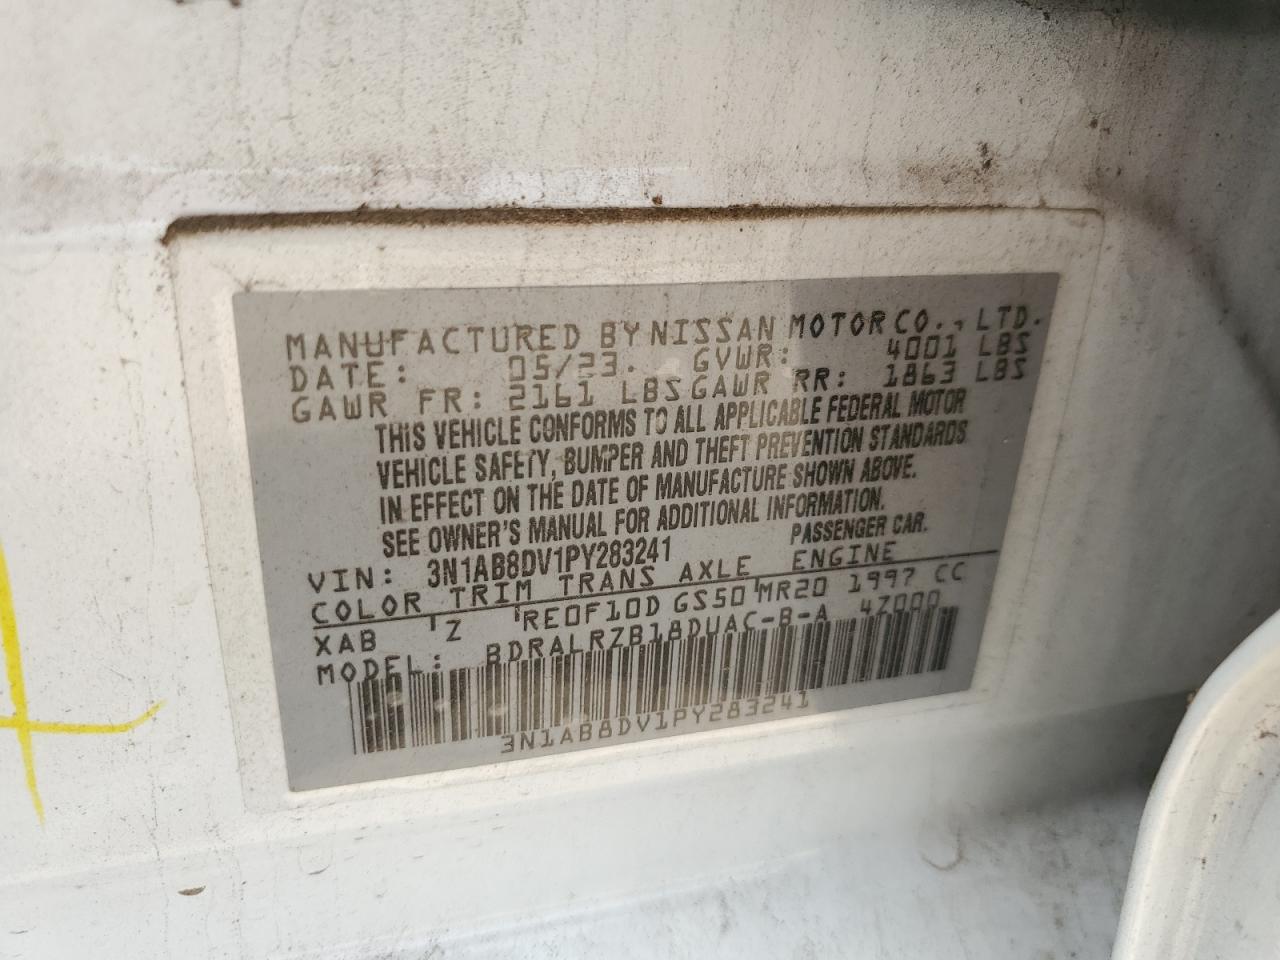 MANUFACTURED BY NISSAN MOTOR CO., LTD.
DATE: 05/23. GVWR: 4001 LBS
GAWR FR: 2161 LBS GAWR RR: 1863 LBS
THIS VEHICLE CONFORMS TO ALL APPLICABLE FEDERAL MOTOR
VEHICLE SAFETY, BUMPER AND THEFT PREVENTION STANDARDS
IN EFFECT ON THE DATE OF MANUFACTURE SHOWN ABOVE.
SEE OWNER'S MANUAL FOR ADDITIONAL INFORMATION.
VIN: 3N1AB8DV1PY283241 PASSENGER CAR.
COLOR TRIM TRANS AXLE ENGINE
XAB Z RE0F10D GS50 MR20 1997 CC
MODEL: BDRALRZB18DUAC-B-A 4Z000
3N1AB8DV1PY283241